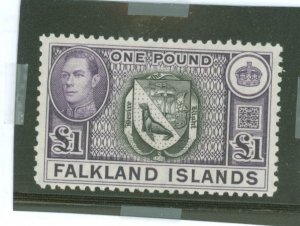 ONE POUND
£1 £1
FALKLAND ISLANDS